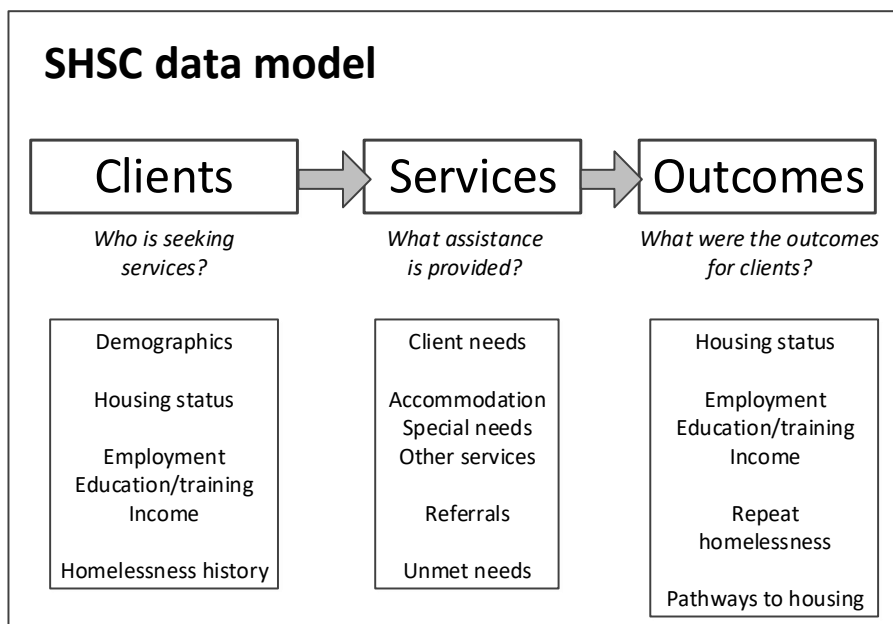 SHSC data model
Clients
Services
Outcomes
Who is seeking
services?
What assistance
is provided?
What were the outcomes
for clients?
Demographics
Housing status
Employment
Education/training
Income
Homelessness history
Client needs
Accommodation
Special needs
Other services
Referrals
Unmet needs
Housing status
Employment
Education/training
Income
Repeat
homelessness
Pathways to housing